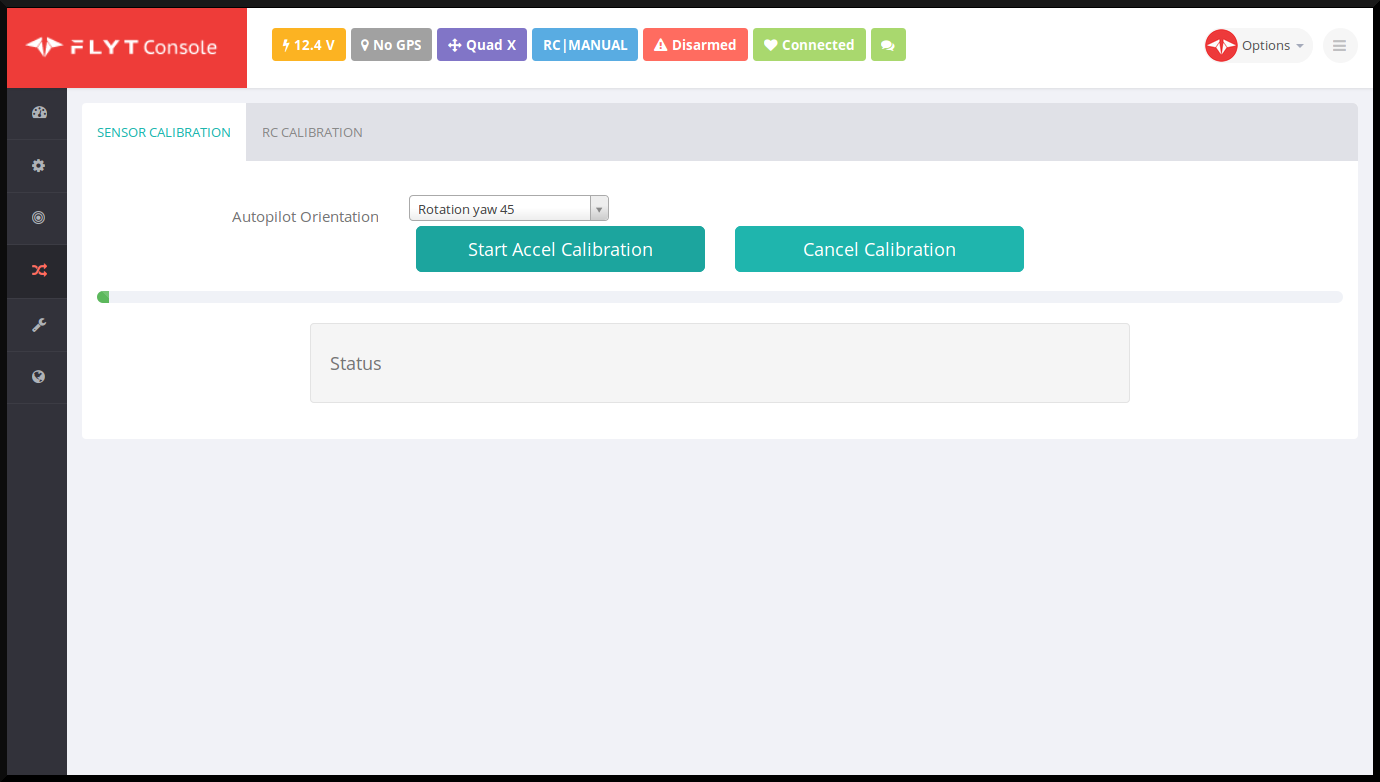 FLYT Console
12.4 V No GPS Quad X RC|MANUAL Disarmed Connected
Options
SENSOR CALIBRATION RC CALIBRATION
Autopilot Orientation Rotation yaw 45
Start Accel Calibration Cancel Calibration
Status